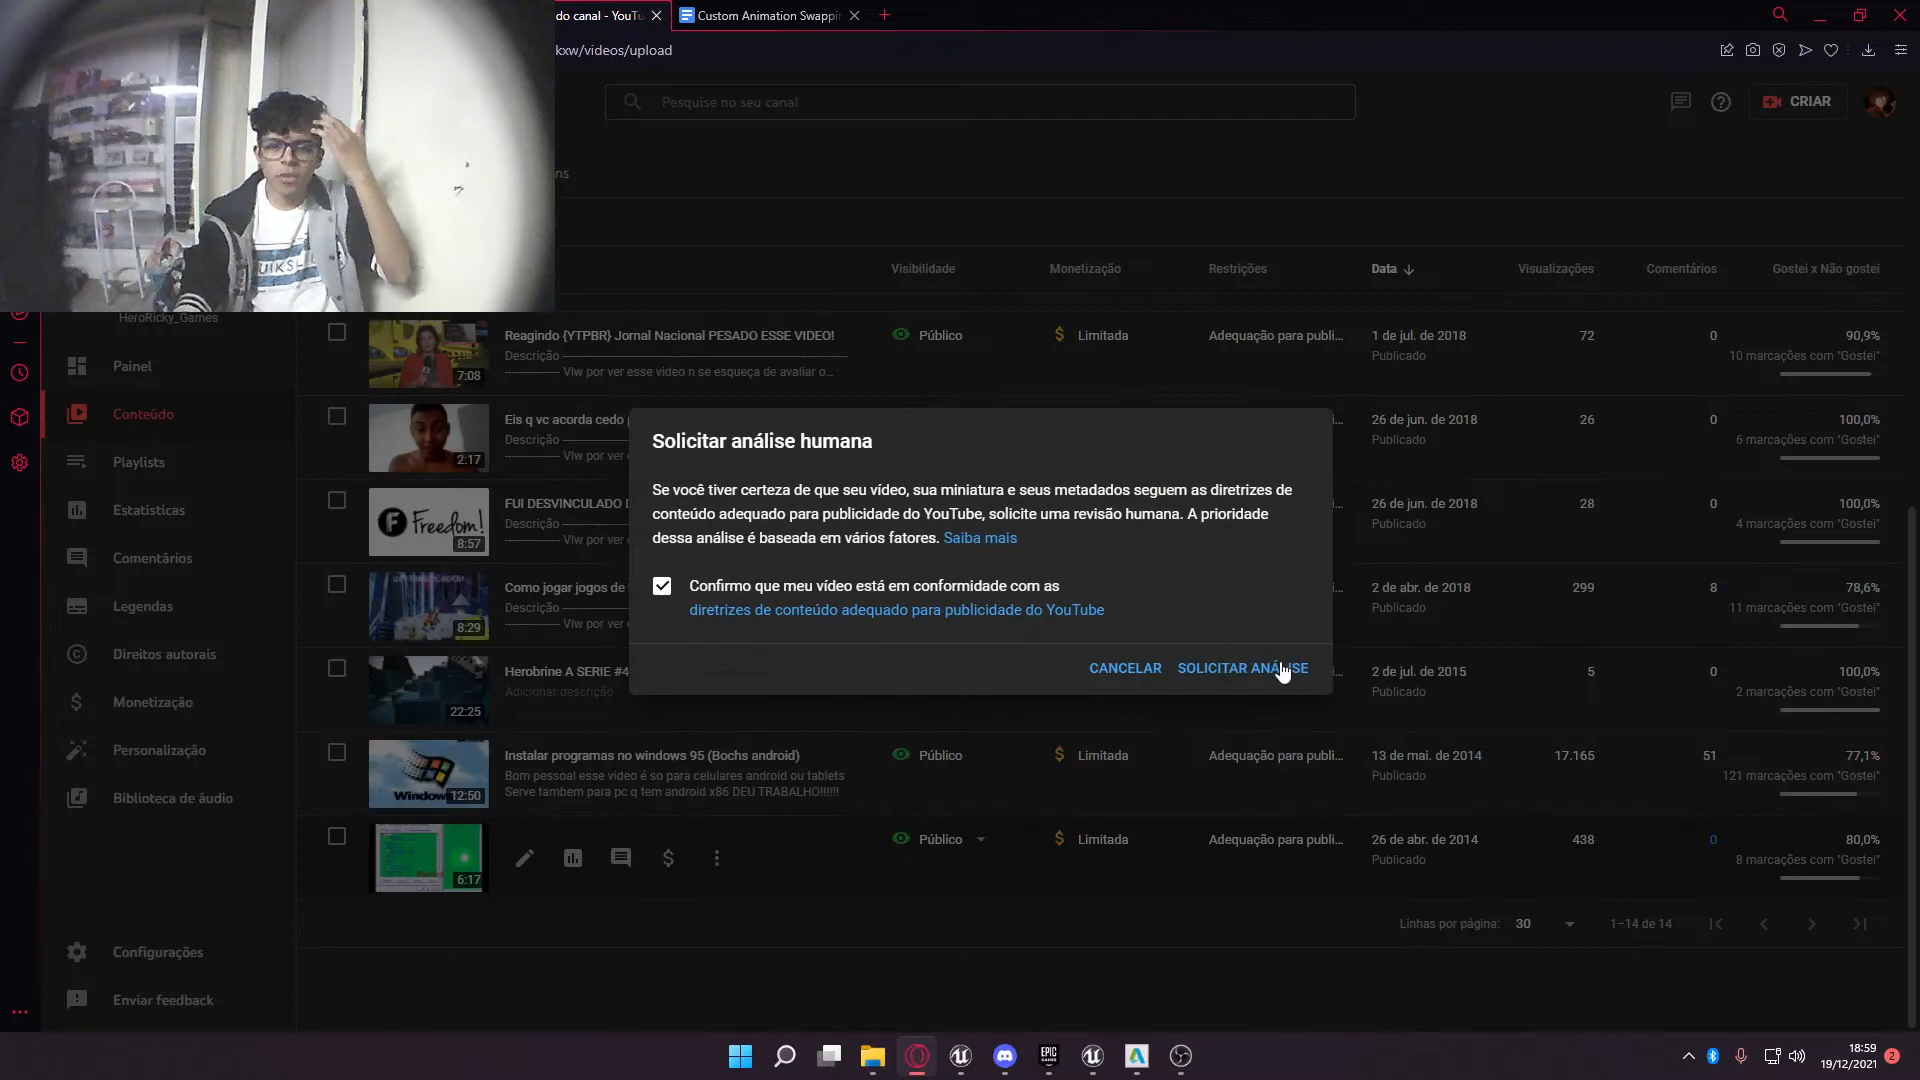 do canal - YouTu
Custom Animation Swappi
kxw/videos/upload
Pesquise no seu canal
CRIAR
ns
UIKS
HeroRicky_Games
Visibilidade
Monetização
Restrições
Data
Visualizações
Comentários
Gostei x Não gostei
Painel
Conteúdo
Playlists
Estatísticas
Comentários
Legendas
Direitos autorais
Monetização
Personalização
Biblioteca de áudio
Configurações
Enviar feedback
7:08
Reagindo {YTPBR} Jornal Nacional PESADO ESSE VIDEO!
Descrição
Vlw por ver esse video n se esqueça de avaliar o...
Público
Limitada
Adequação para publi...
1 de jul. de 2018
Publicado
72
0
90,9%
10 marcações com "Gostei"
2:17
Eis q vc acorda cedo
Descrição
Vlw por ver
26 de jun. de 2018
Publicado
26
0
100,0%
6 marcações com "Gostei"
Freedom!
8:57
FUI DESVINCULADO D
Descrição
Vlw por ver
26 de jun. de 2018
Publicado
28
0
100,0%
4 marcações com "Gostei"
8:29
Como jogar jogos de
Descrição
Vlw por ver
2 de abr. de 2018
Publicado
299
8
78,6%
11 marcações com "Gostei"
22:25
Herobrine A SERIE #4
Adicionar descrição
2 de jul. de 2015
Publicado
5
0
100,0%
2 marcações com "Gostei"
Solicitar análise humana
Se você tiver certeza de que seu vídeo, sua miniatura e seus metadados seguem as diretrizes de
conteúdo adequado para publicidade do YouTube, solicite uma revisão humana. A prioridade
dessa análise é baseada em vários fatores. Saiba mais
Confirmo que meu vídeo está em conformidade com as
diretrizes de conteúdo adequado para publicidade do YouTube
CANCELAR
SOLICITAR ANÁLISE
Windows
12:50
Instalar programas no windows 95 (Bochs android)
Bom pessoal esse video é so para celulares android ou tablets
Serve tambem para pc q tem android x86 DEU TRABALHO!!!!!!
Público
Limitada
Adequação para publi...
13 de mai. de 2014
Publicado
17.165
51
77,1%
121 marcações com "Gostei"
6:17
Público
Limitada
Adequação para publi...
26 de abr. de 2014
Publicado
438
0
80,0%
8 marcações com "Gostei"
Linhas por página:
30
1–14 de 14
EPIC
GAMES
18:59
19/12/2021
2